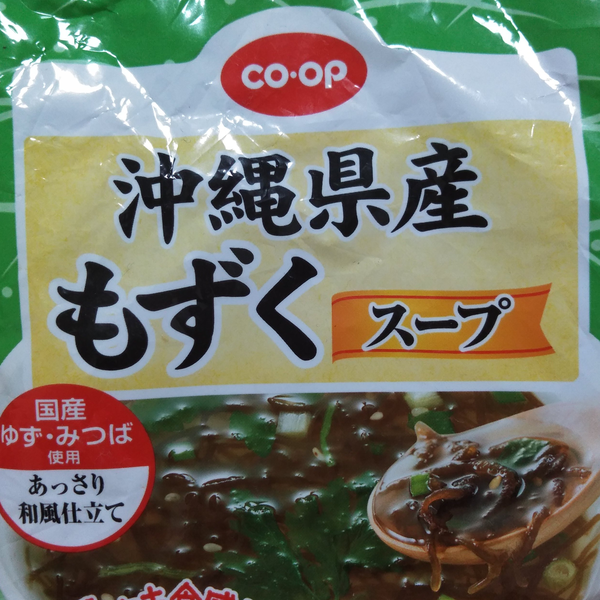 CO·OP
沖縄県産
もずく
スープ
国産
ゆず・みつば
使用
あっさり
和風仕立て